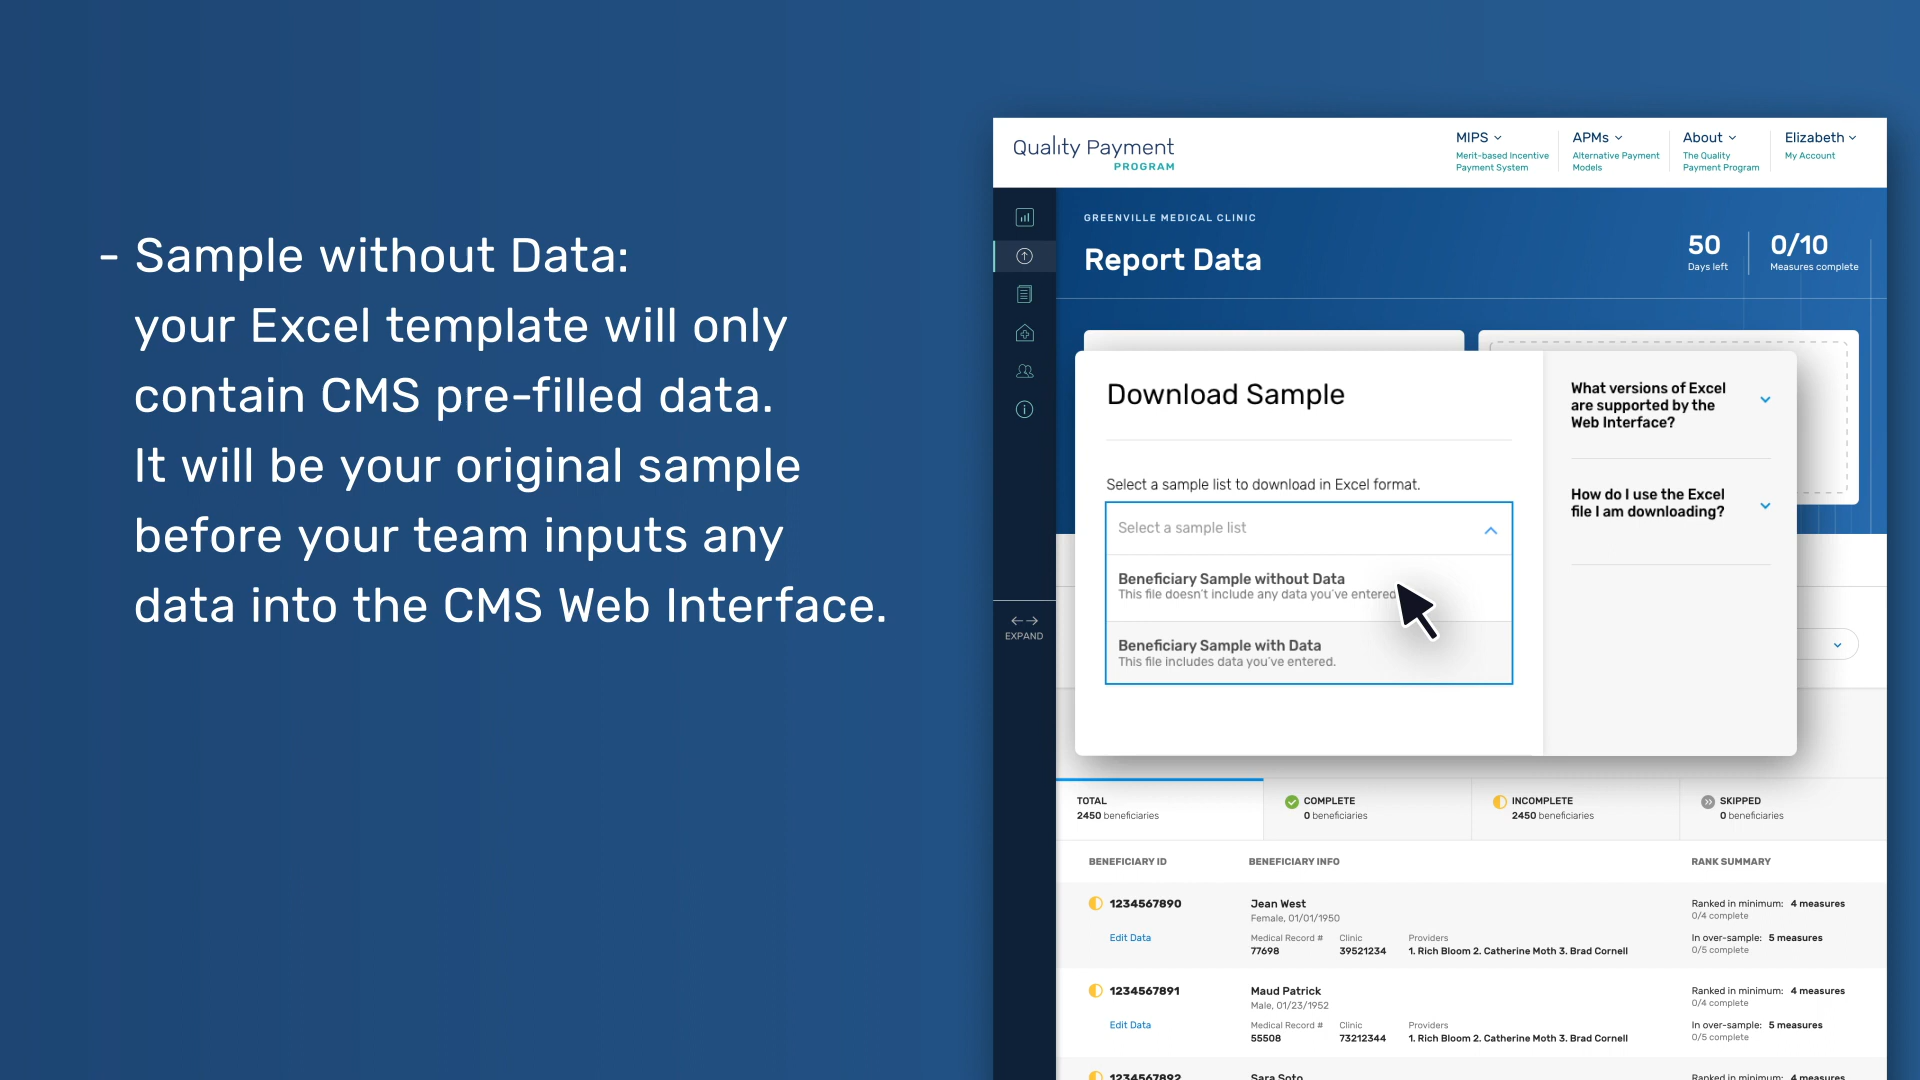 - Sample without Data:
your Excel template will only
contain CMS pre-filled data.
It will be your original sample
before your team inputs any
data into the CMS Web Interface.
Quality Payment
PROGRAM
MIPS
Merit-based Incentive
Payment System
APMs
Alternative Payment
Models
About
The Quality
Payment Program
Elizabeth
My Account
GREENVILLE MEDICAL CLINIC
Report Data
50
Days left
0/10
Measures complete
EXPAND
Download Sample
Select a sample list to download in Excel format.
Select a sample list
Beneficiary Sample without Data
This file doesn't include any data you've entered
Beneficiary Sample with Data
This file includes data you've entered.
What versions of Excel
are supported by the
Web Interface?
How do I use the Excel
file I am downloading?
TOTAL
2450 beneficiaries
COMPLETE
0 beneficiaries
INCOMPLETE
2450 beneficiaries
SKIPPED
0 beneficiaries
BENEFICIARY ID BENEFICIARY INFO RANK SUMMARY
1234567890
Edit Data
Jean West
Female, 01/01/1950
Medical Record # Clinic Providers
77698 39521234 1. Rich Bloom 2. Catherine Moth 3. Brad Cornell
Ranked in minimum: 4 measures
0/4 complete
In over-sample: 5 measures
0/5 complete
1234567891
Edit Data
Maud Patrick
Male, 01/23/1952
Medical Record # Clinic Providers
55508 73212344 1. Rich Bloom 2. Catherine Moth 3. Brad Cornell
Ranked in minimum: 4 measures
0/4 complete
In over-sample: 5 measures
0/5 complete
1234567892 Sara Soto Ranked in minimum: 4 measures